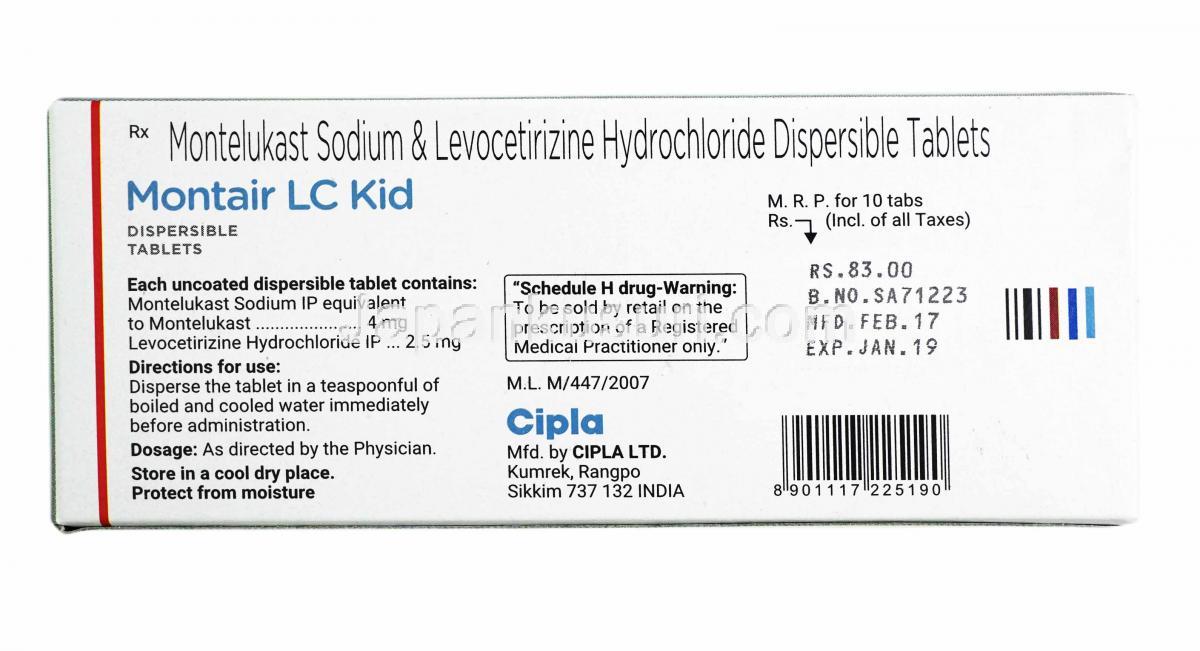 Rx Montelukast Sodium & Levocetirizine Hydrochloride Dispersible Tablets
Montair LC Kid
DISPERSIBLE
TABLETS
Each uncoated dispersible tablet contains:
Montelukast Sodium IP equivalent
to Montelukast ..................... 4 mg
Levocetirizine Hydrochloride IP ... 2.5 mg
Directions for use:
Disperse the tablet in a teaspoonful of
boiled and cooled water immediately
before administration.
Dosage: As directed by the Physician.
Store in a cool dry place.
Protect from moisture
"Schedule H drug-Warning:
To be sold by retail on the
prescription of a Registered
Medical Practitioner only."
M.L. M/447/2007
Cipla
Mfd. by CIPLA LTD.
Kumrek, Rangpo
Sikkim 737 132 INDIA
M. R. P. for 10 tabs
Rs. (Incl. of all Taxes)
RS.83.00
B.NO.SA71223
MFD.FEB.17
EXP.JAN.19
8 901117 225190